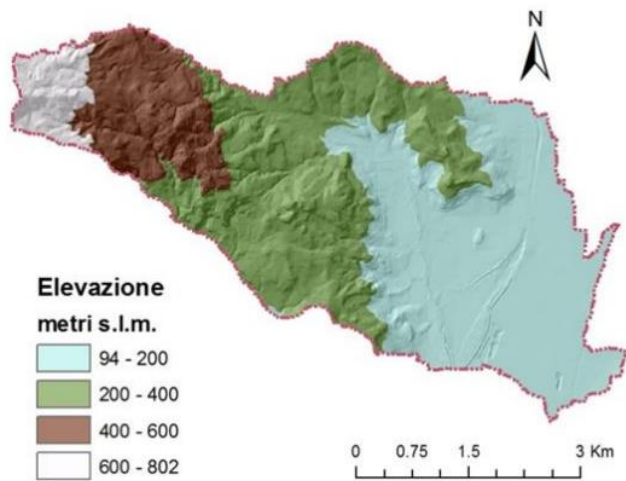 N
Elevazione
metri s.l.m.
94 - 200
200 - 400
400 - 600
600 - 802
0 0.75 1.5 3 Km